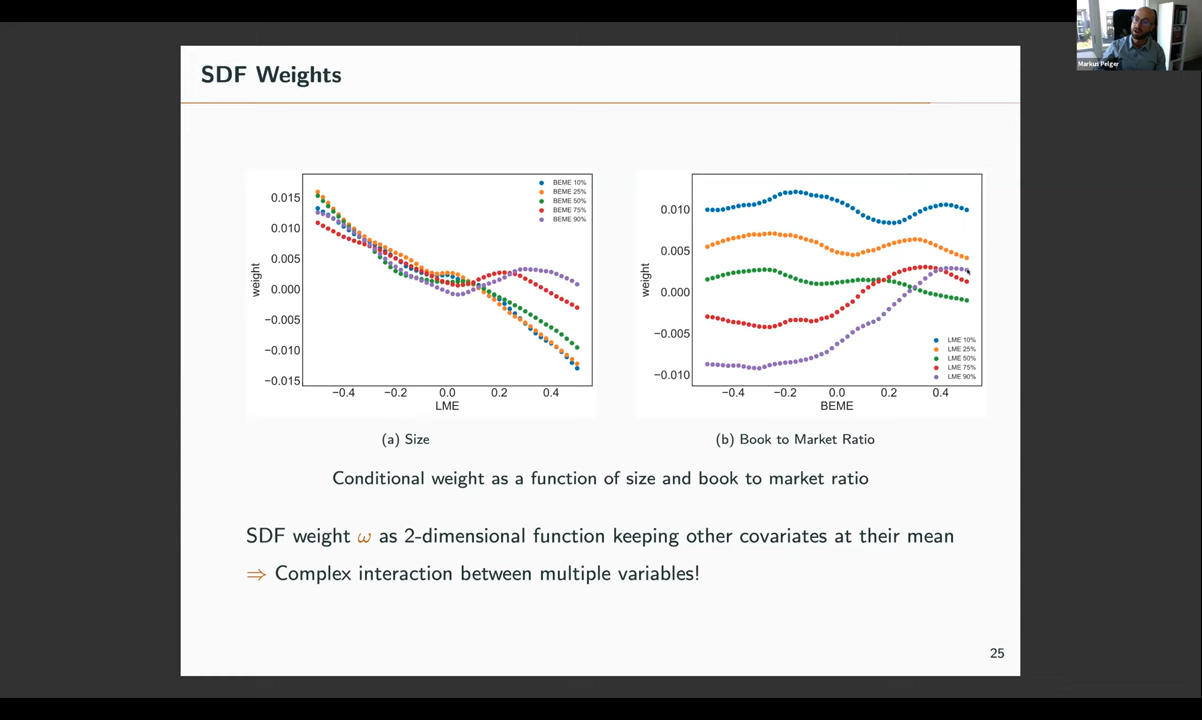 Markus Pelger
SDF Weights
BEME 10%
BEME 25%
BEME 50%
BEME 75%
BEME 90%
0.015
0.010
0.005
0.000
−0.005
−0.010
−0.015
weight
−0.4 −0.2 0.0 0.2 0.4
LME
(a) Size
0.010
0.005
0.000
−0.005
−0.010
weight
LME 10%
LME 25%
LME 50%
LME 75%
LME 90%
−0.4 −0.2 0.0 0.2 0.4
BEME
(b) Book to Market Ratio
Conditional weight as a function of size and book to market ratio
SDF weight ω as 2-dimensional function keeping other covariates at their mean
⇒ Complex interaction between multiple variables!
25